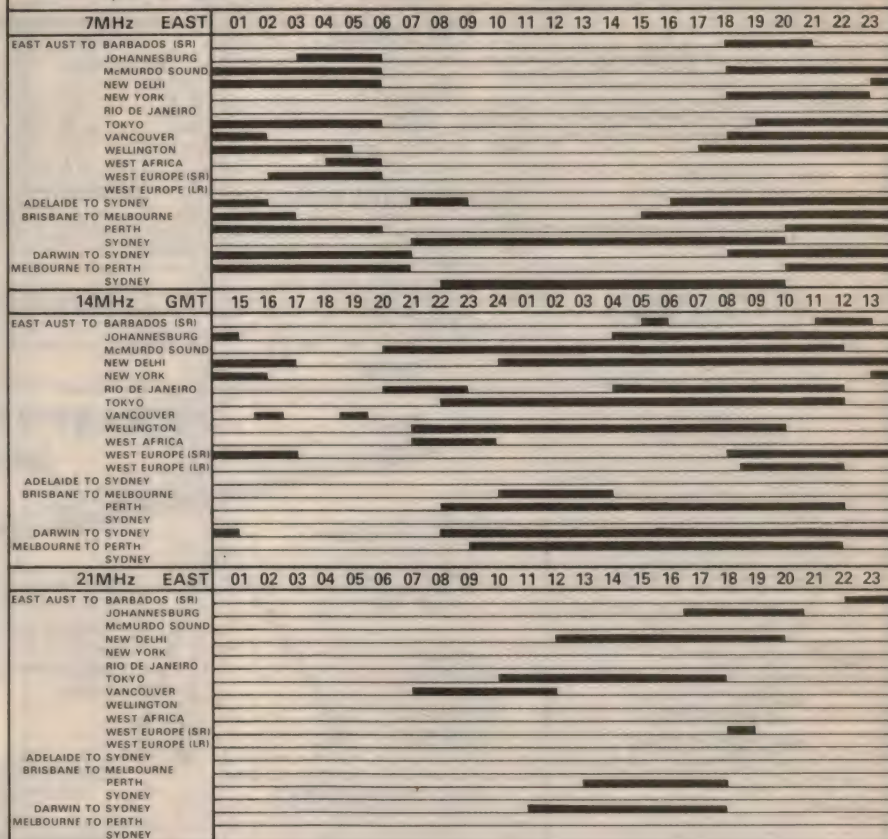 7MHz EAST 01 02 03 04 05 06 07 08 09 10 11 12 13 14 15 16 17 18 19 20 21 22 23
EAST AUST TO BARBADOS (SR)
JOHANNESBURG
McMURDO SOUND
NEW DELHI
NEW YORK
RIO DE JANEIRO
TOKYO
VANCOUVER
WELLINGTON
WEST AFRICA
WEST EUROPE (SR)
WEST EUROPE (LR)
ADELAIDE TO SYDNEY
BRISBANE TO MELBOURNE
PERTH
SYDNEY
DARWIN TO SYDNEY
MELBOURNE TO PERTH
SYDNEY
14MHz GMT 15 16 17 18 19 20 21 22 23 24 01 02 03 04 05 06 07 08 09 10 11 12 13
EAST AUST TO BARBADOS (SR)
JOHANNESBURG
McMURDO SOUND
NEW DELHI
NEW YORK
RIO DE JANEIRO
TOKYO
VANCOUVER
WELLINGTON
WEST AFRICA
WEST EUROPE (SR)
WEST EUROPE (LR)
ADELAIDE TO SYDNEY
BRISBANE TO MELBOURNE
PERTH
SYDNEY
DARWIN TO SYDNEY
MELBOURNE TO PERTH
SYDNEY
21MHz EAST 01 02 03 04 05 06 07 08 09 10 11 12 13 14 15 16 17 18 19 20 21 22 23
EAST AUST TO BARBADOS (SR)
JOHANNESBURG
McMURDO SOUND
NEW DELHI
NEW YORK
RIO DE JANEIRO
TOKYO
VANCOUVER
WELLINGTON
WEST AFRICA
WEST EUROPE (SR)
WEST EUROPE (LR)
ADELAIDE TO SYDNEY
BRISBANE TO MELBOURNE
PERTH
SYDNEY
DARWIN TO SYDNEY
MELBOURNE TO PERTH
SYDNEY